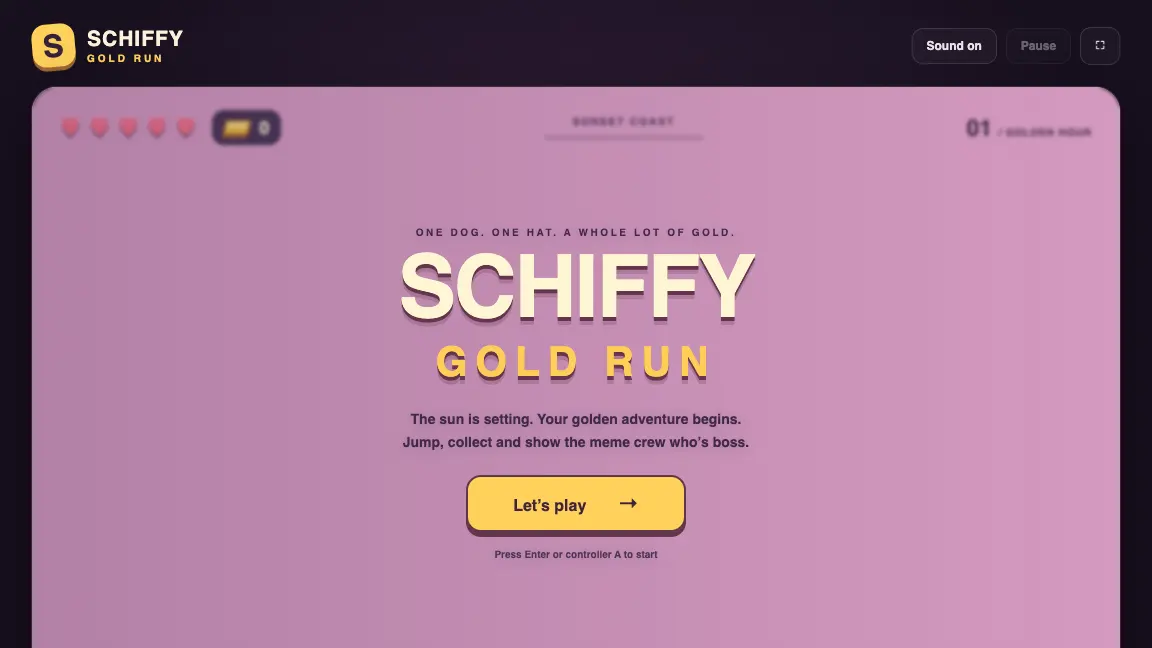 S
SCHIFFY
GOLD RUN
Sound on
Pause
0
SUNSET COAST
01 / GOLDEN HOUR
ONE DOG. ONE HAT. A WHOLE LOT OF GOLD.
SCHIFFY
GOLD RUN
The sun is setting. Your golden adventure begins.
Jump, collect and show the meme crew who’s boss.
Let’s play →
Press Enter or controller A to start